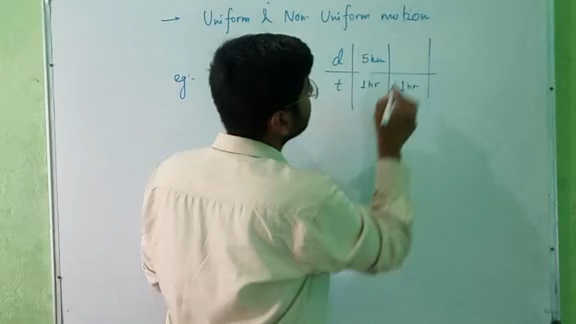 → Uniform & Non-Uniform motion
eg:- d 5km
t 1hr 1hr